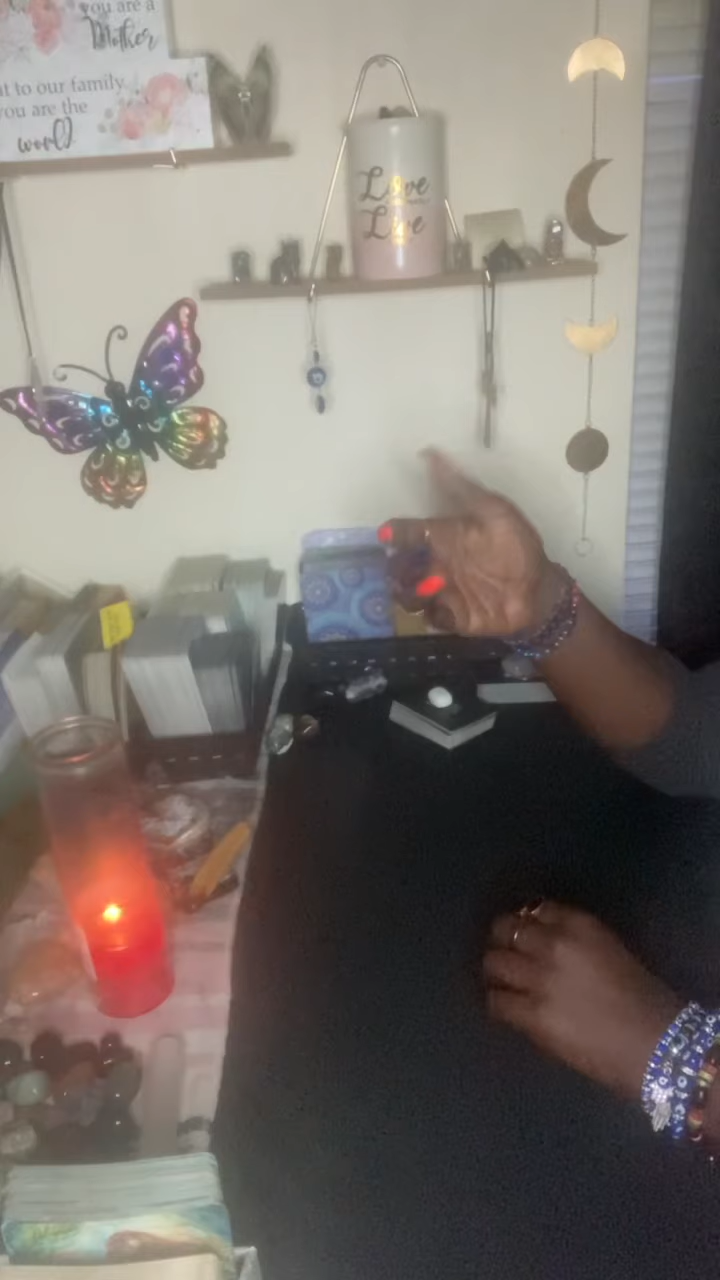 you are a
Mother
t to our family
you are the
world
Love
Live